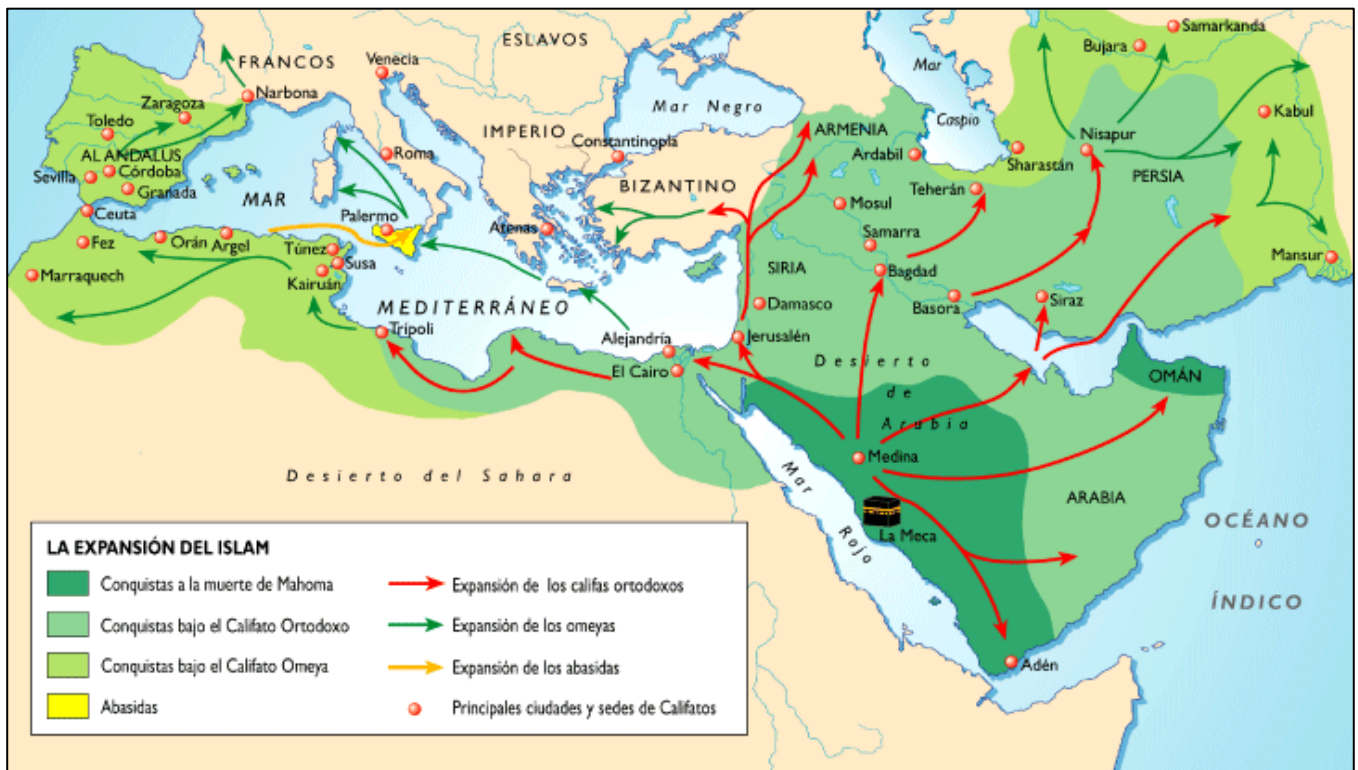 ESLAVOS
Samarkanda
Bujara
FRANCOS
Venecia
Mar
Caspio
Narbona
Mar Negro
Zaragoza
Kabul
Toledo
IMPERIO
Constantinopla
ARMENIA
Nisapur
AL ANDALUS
Roma
Ardabil
Sharastán
Córdoba
Sevilla
BIZANTINO
PERSIA
Granada
MAR
Teherán
Mosul
Ceuta
Palermo
Atenas
Fez
Orán
Argel
Túnez
Samarra
Susa
SIRIA
Bagdad
Mansur
Marraquech
Kairuán
Damasco
Basora
Siraz
MEDITERRÁNEO
Trípoli
Alejandría
Jerusalén
El Cairo
Desierto
de
Arabia
OMÁN
Medina
Desierto del Sahara
Mar
Rojo
ARABIA
La Meca
OCÉANO
ÍNDICO
Adén
LA EXPANSIÓN DEL ISLAM
Conquistas a la muerte de Mahoma
Expansión de los califas ortodoxos
Conquistas bajo el Califato Ortodoxo
Expansión de los omeyas
Conquistas bajo el Califato Omeya
Expansión de los abasidas
Abasidas
Principales ciudades y sedes de Califatos